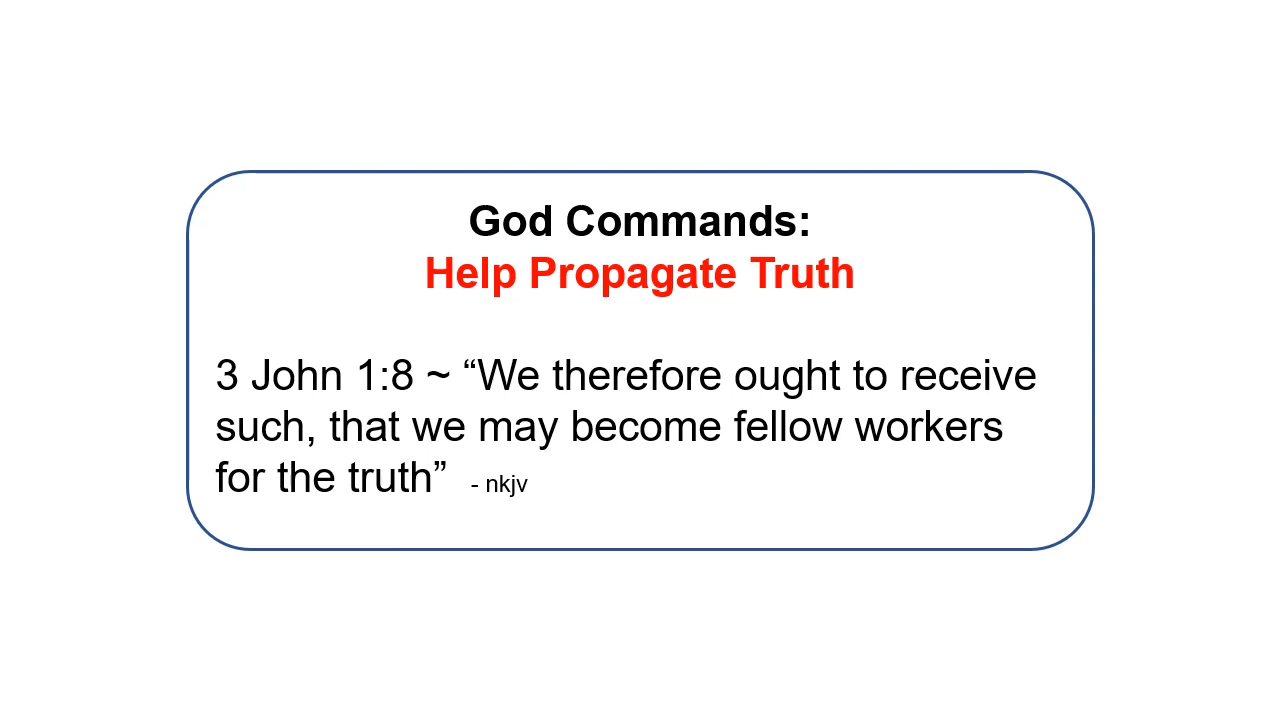 God Commands:
Help Propagate Truth
3 John 1:8 ~ “We therefore ought to receive
such, that we may become fellow workers
for the truth” - nkjv